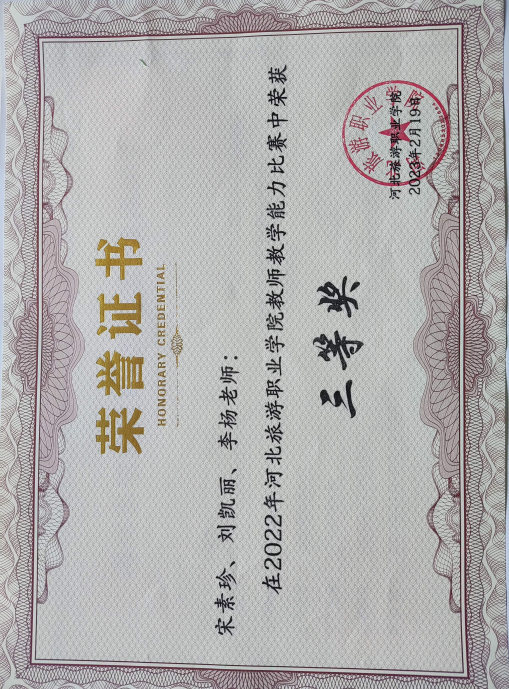 荣誉证书
HONORARY CREDENTIAL
宋素珍、刘凯丽、李杨老师：
在2022年河北旅游职业学院教师教学能力比赛中荣获
三等奖
河北旅游职业学院
2023年2月19日